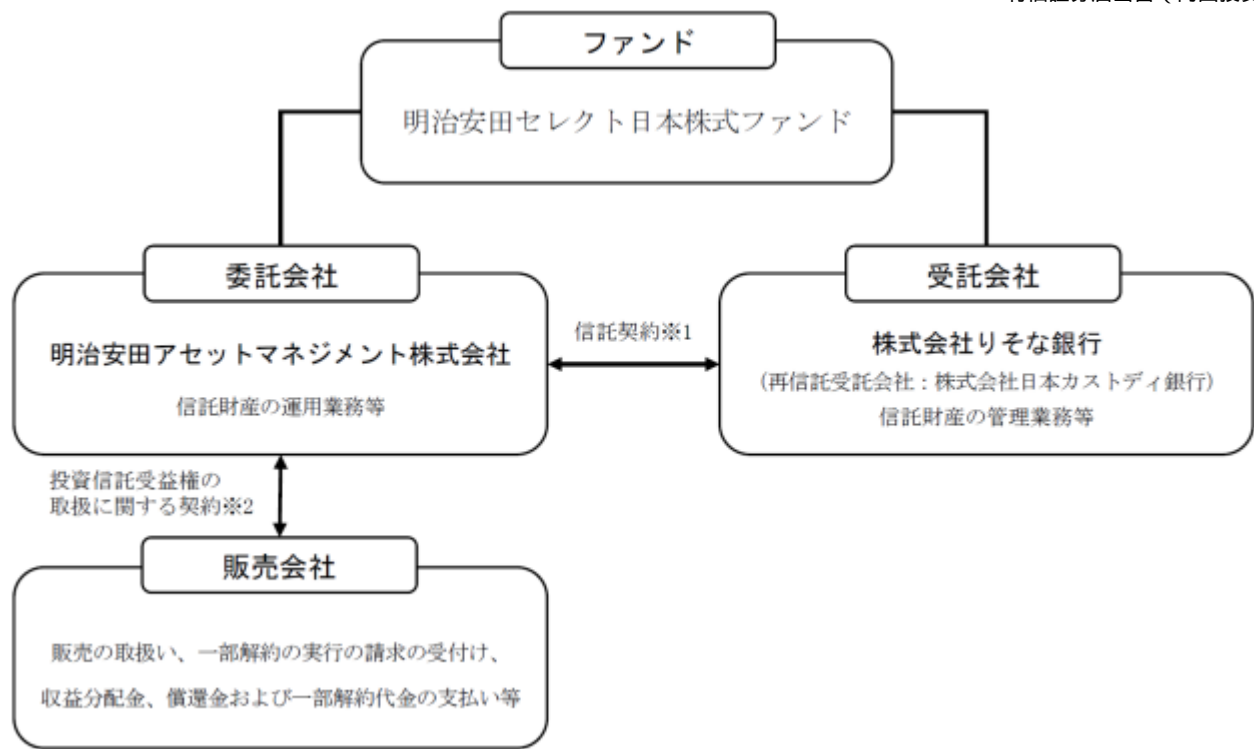 ファンド
明治安田セレクト日本株式ファンド
委託会社
明治安田アセットマネジメント株式会社
信託財産の運用業務等
信託契約※1
受託会社
株式会社りそな銀行
(再信託受託会社:株式会社日本カストディ銀行)
信託財産の管理業務等
投資信託受益権の
取扱に関する契約※2
販売会社
販売の取扱い、一部解約の実行の請求の受付け、
収益分配金、償還金および一部解約代金の支払い等